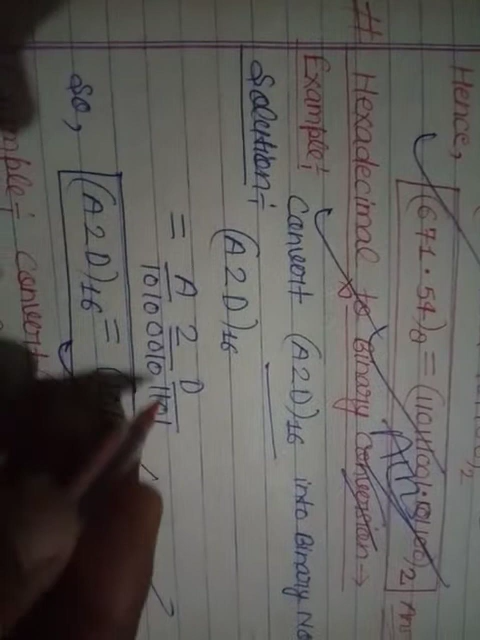 Hence, (671.54)8 = (110111001.101100)2 Ans
# Hexadecimal to Binary Conversion →
Example:- Convert (A2D)16 into Binary No
Solution:- (A2D)16
= A 2 D
1010 0010 1101
So, (A2D)16 =
Convert